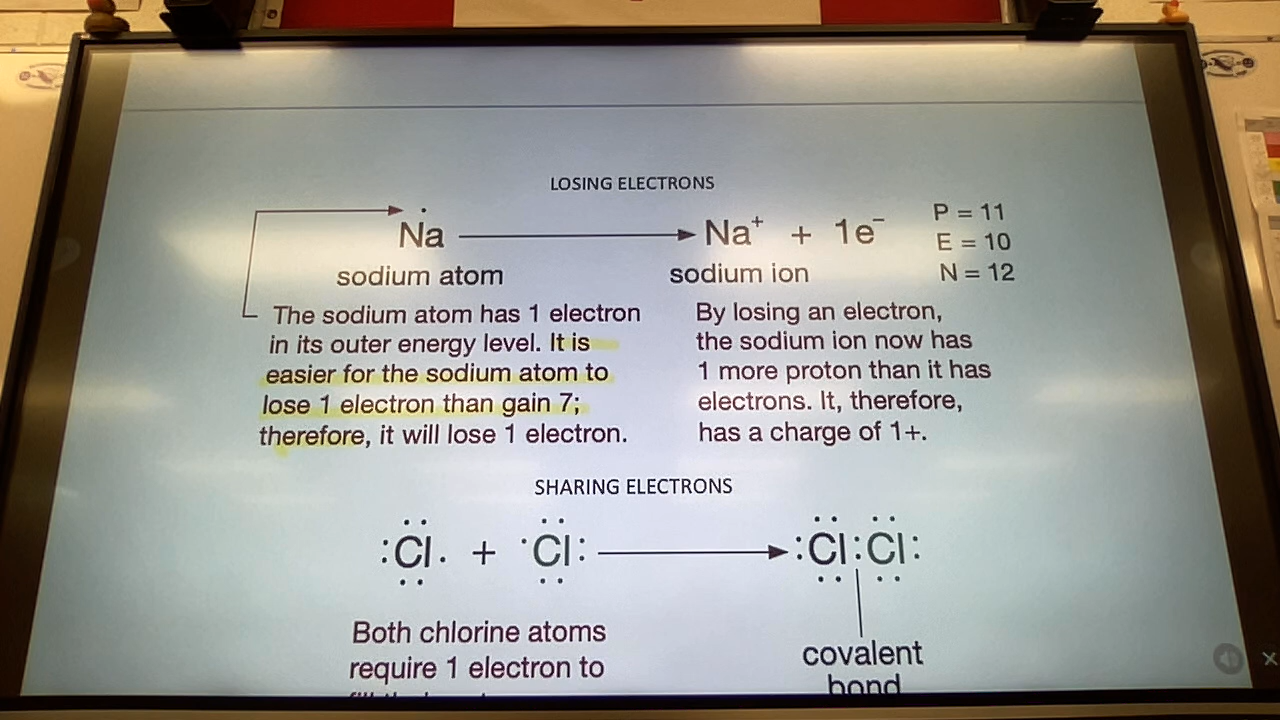 LOSING ELECTRONS
Na → Na⁺ + 1e⁻
P = 11
E = 10
N = 12
sodium atom
sodium ion
The sodium atom has 1 electron
in its outer energy level. It is
easier for the sodium atom to
lose 1 electron than gain 7;
therefore, it will lose 1 electron.
By losing an electron,
the sodium ion now has
1 more proton than it has
electrons. It, therefore,
has a charge of 1+.
SHARING ELECTRONS
:Cl· + ·Cl: → :Cl:Cl:
Both chlorine atoms
require 1 electron to
covalent
bond